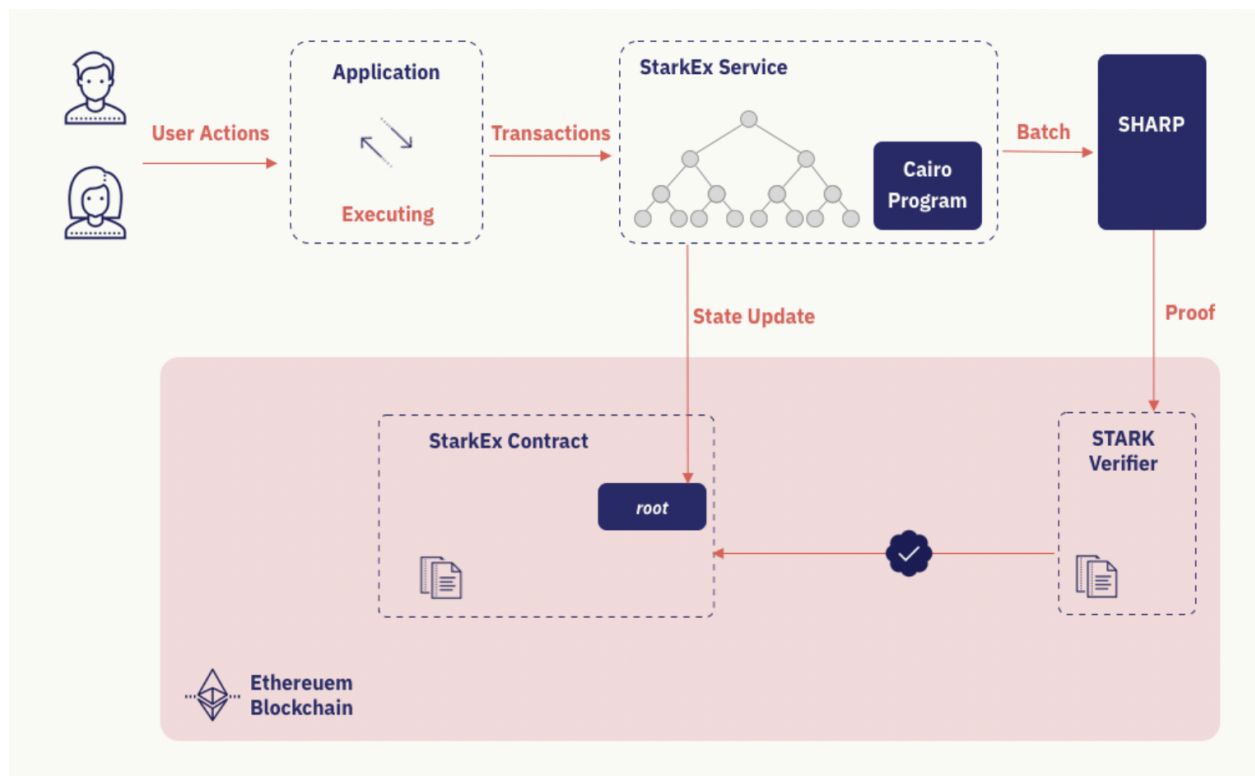 Application
StarkEx Service
SHARP
User Actions
Transactions
Batch
Cairo
Program
Executing
State Update
Proof
StarkEx Contract
STARK
Verifier
root
Ethereuem
Blockchain